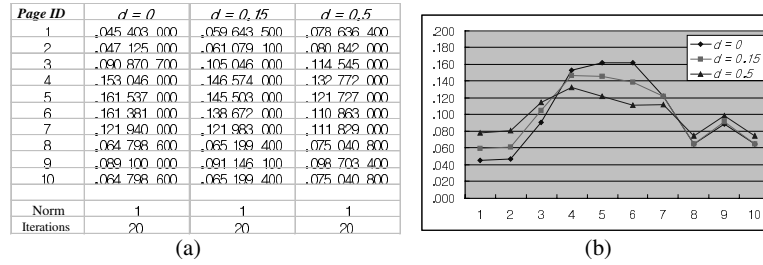 Page ID d = 0 d = 0,15 d = 0,5
1 .045 403 000 .059 643 500 .078 636 400
2 .047 125 000 .061 079 100 .080 842 000
3 .090 870 700 .105 046 000 .114 545 000
4 .153 046 000 .146 574 000 .132 772 000
5 .161 537 000 .145 503 000 .121 727 000
6 .161 381 000 .138 672 000 .110 863 000
7 .121 940 000 .121 983 000 .111 829 000
8 .064 798 600 .065 199 400 .075 040 800
9 .089 100 000 .091 146 100 .098 703 400
10 .064 798 600 .065 199 400 .075 040 800
Norm 1 1 1
Iterations 20 20 20
(a)
.200
.180
.160
.140
.120
.100
.080
.060
.040
.020
.000
1 2 3 4 5 6 7 8 9 10
d = 0
d = 0.15
d = 0.5
(b)